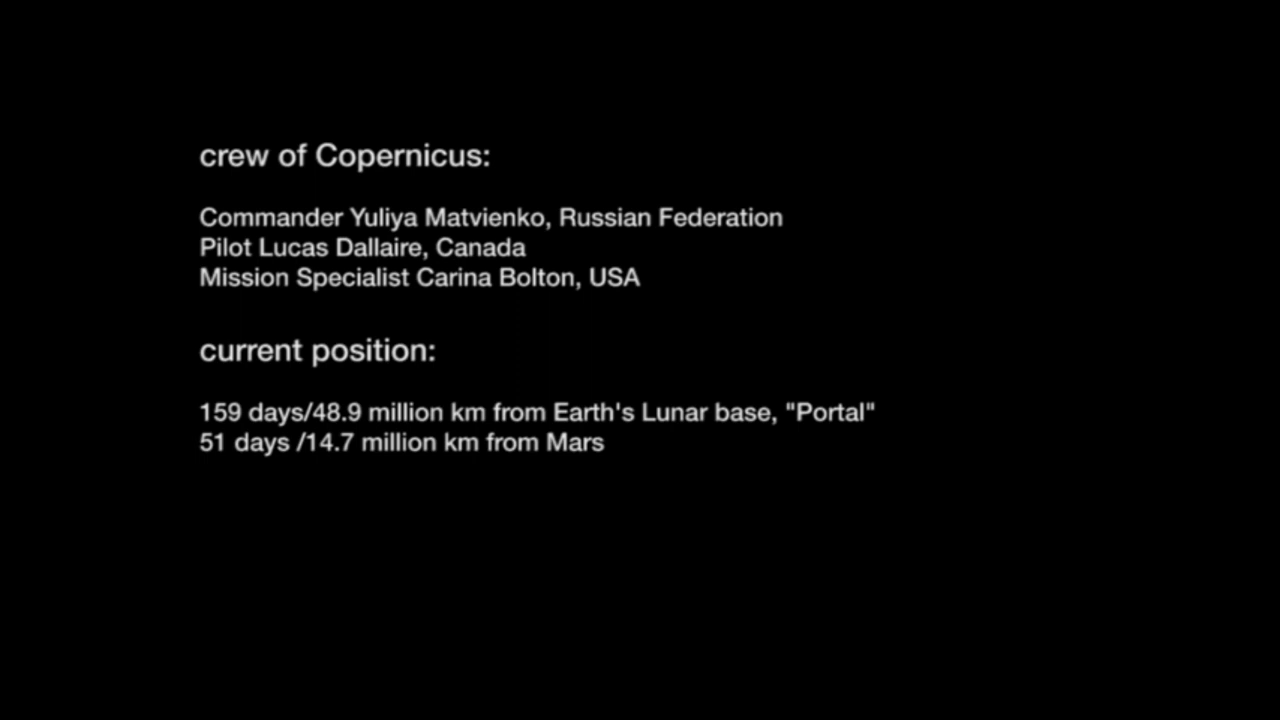 crew of Copernicus:
Commander Yuliya Matvienko, Russian Federation
Pilot Lucas Dallaire, Canada
Mission Specialist Carina Bolton, USA
current position:
159 days/48.9 million km from Earth's Lunar base, "Portal"
51 days /14.7 million km from Mars